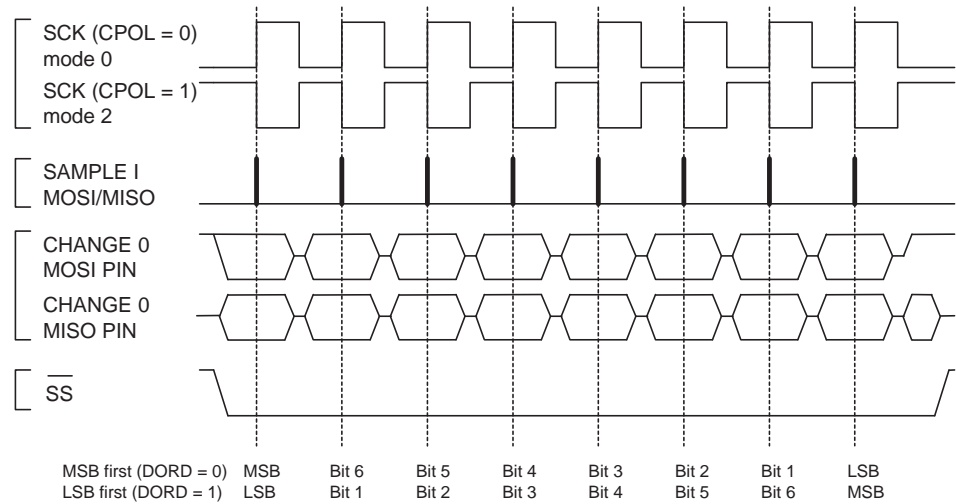 SCK (CPOL = 0)
mode 0
SCK (CPOL = 1)
mode 2
SAMPLE I
MOSI/MISO
CHANGE 0
MOSI PIN
CHANGE 0
MISO PIN
SS
MSB first (DORD = 0) MSB Bit 6 Bit 5 Bit 4 Bit 3 Bit 2 Bit 1 LSB
LSB first (DORD = 1) LSB Bit 1 Bit 2 Bit 3 Bit 4 Bit 5 Bit 6 MSB